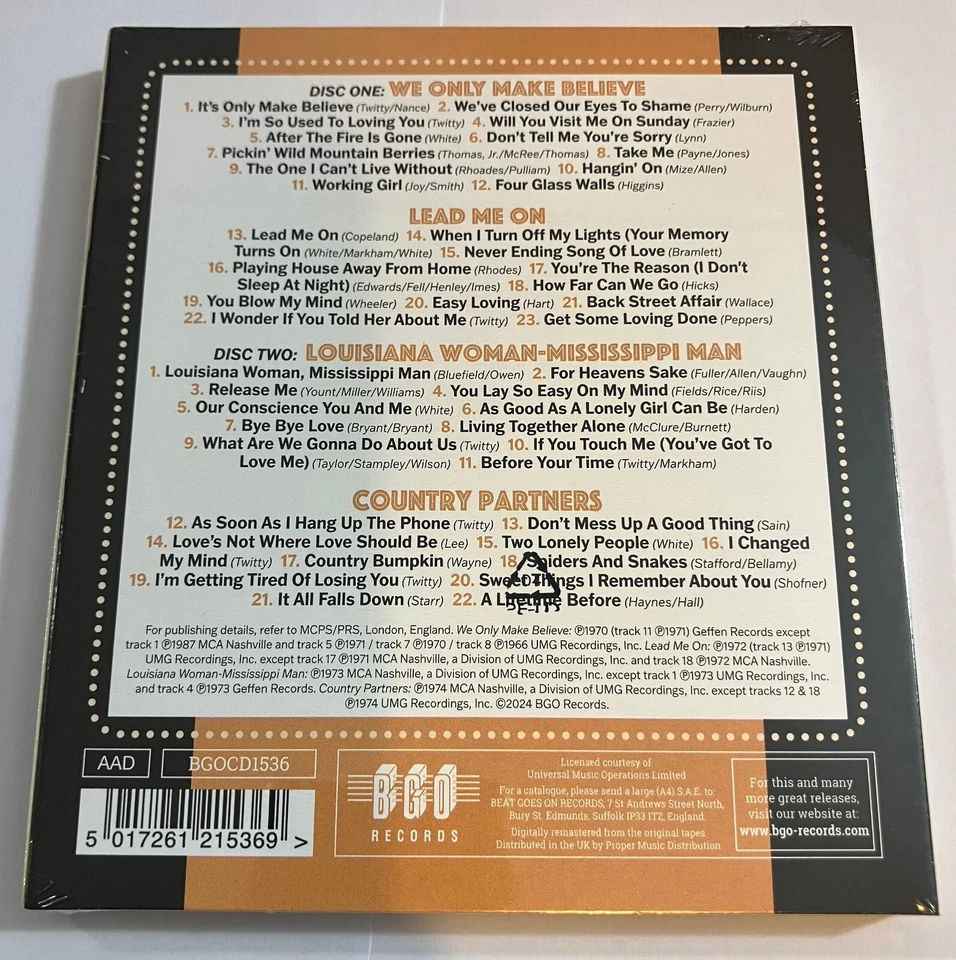 DISC ONE: WE ONLY MAKE BELIEVE
1. It's Only Make Believe (Twitty/Nance) 2. We've Closed Our Eyes To Shame (Perry/Wilburn)
3. I'm So Used To Loving You (Twitty) 4. Will You Visit Me On Sunday (Frazier)
5. After The Fire Is Gone (White) 6. Don't Tell Me You're Sorry (Lynn)
7. Pickin' Wild Mountain Berries (Thomas, Jr./McRee/Thomas) 8. Take Me (Payne/Jones)
9. The One I Can't Live Without (Rhoades/Pulliam) 10. Hangin' On (Mize/Allen)
11. Working Girl (Joy/Smith) 12. Four Glass Walls (Higgins)
LEAD ME ON
13. Lead Me On (Copeland) 14. When I Turn Off My Lights (Your Memory
Turns On (White/Markham/White) 15. Never Ending Song Of Love (Bramlett)
16. Playing House Away From Home (Rhodes) 17. You're The Reason (I Don't
Sleep At Night) (Edwards/Fell/Henley/Imes) 18. How Far Can We Go (Hicks)
19. You Blow My Mind (Wheeler) 20. Easy Loving (Hart) 21. Back Street Affair (Wallace)
22. I Wonder If You Told Her About Me (Twitty) 23. Get Some Loving Done (Peppers)
DISC TWO: LOUISIANA WOMAN-MISSISSIPPI MAN
1. Louisiana Woman, Mississippi Man (Bluefield/Owen) 2. For Heavens Sake (Fuller/Allen/Vaughn)
3. Release Me (Yount/Miller/Williams) 4. You Lay So Easy On My Mind (Fields/Rice/Riis)
5. Our Conscience You And Me (White) 6. As Good As A Lonely Girl Can Be (Harden)
7. Bye Bye Love (Bryant/Bryant) 8. Living Together Alone (McClure/Burnett)
9. What Are We Gonna Do About Us (Twitty) 10. If You Touch Me (You've Got To
Love Me) (Taylor/Stampley/Wilson) 11. Before Your Time (Twitty/Markham)
COUNTRY PARTNERS
12. As Soon As I Hang Up The Phone (Twitty) 13. Don't Mess Up A Good Thing (Sain)
14. Love's Not Where Love Should Be (Lee) 15. Two Lonely People (White) 16. I Changed
My Mind (Twitty) 17. Country Bumpkin (Wayne) 18. Spiders And Snakes (Stafford/Bellamy)
19. I'm Getting Tired Of Losing You (Twitty) 20. Sweet Things I Remember About You (Shofner)
21. It All Falls Down (Starr) 22. A Lifetime Before (Haynes/Hall)
For publishing details, refer to MCPS/PRS, London, England. We Only Make Believe: ℗1970 (track 11 ℗1971) Geffen Records except
track 1 ℗1987 MCA Nashville and track 5 ℗1971 / track 7 ℗1970 / track 8 ℗1966 UMG Recordings, Inc. Lead Me On: ℗1972 (track 13 ℗1971)
UMG Recordings, Inc. except track 17 ℗1971 MCA Nashville, a Division of UMG Recordings, Inc. and track 18 ℗1972 MCA Nashville.
Louisiana Woman-Mississippi Man: ℗1973 MCA Nashville, a Division of UMG Recordings, Inc. except track 1 ℗1973 UMG Recordings, Inc.
and track 4 ℗1973 Geffen Records. Country Partners: ℗1974 MCA Nashville, a Division of UMG Recordings, Inc. except tracks 12 & 18
℗1974 UMG Recordings, Inc. ©2024 BGO Records.
AAD
BGOCD1536
5 017261 215369 >
BGO
RECORDS
Licensed courtesy of
Universal Music Operations Limited
For a catalogue, please send a large (A4) S.A.E. to:
BEAT GOES ON RECORDS, 7 St Andrews Street North,
Bury St. Edmunds, Suffolk IP33 1TZ, England.
Digitally remastered from the original tapes
Distributed in the UK by Proper Music Distribution
For this and many
more great releases,
visit our website at:
www.bgo-records.com